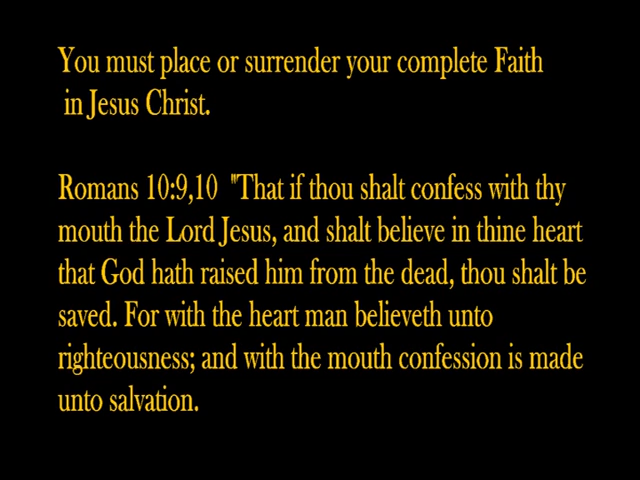 You must place or surrender your complete Faith
in Jesus Christ.
Romans 10:9,10 "That if thou shalt confess with thy
mouth the Lord Jesus, and shalt believe in thine heart
that God hath raised him from the dead, thou shalt be
saved. For with the heart man believeth unto
righteousness; and with the mouth confession is made
unto salvation.